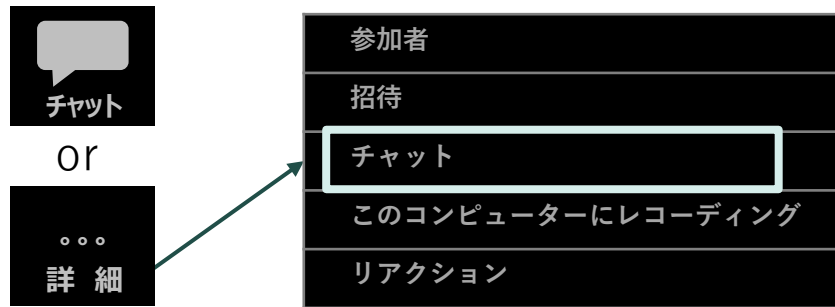 チャット
or
。。。
詳 細
参加者
招待
チャット
このコンピューターにレコーディング
リアクション